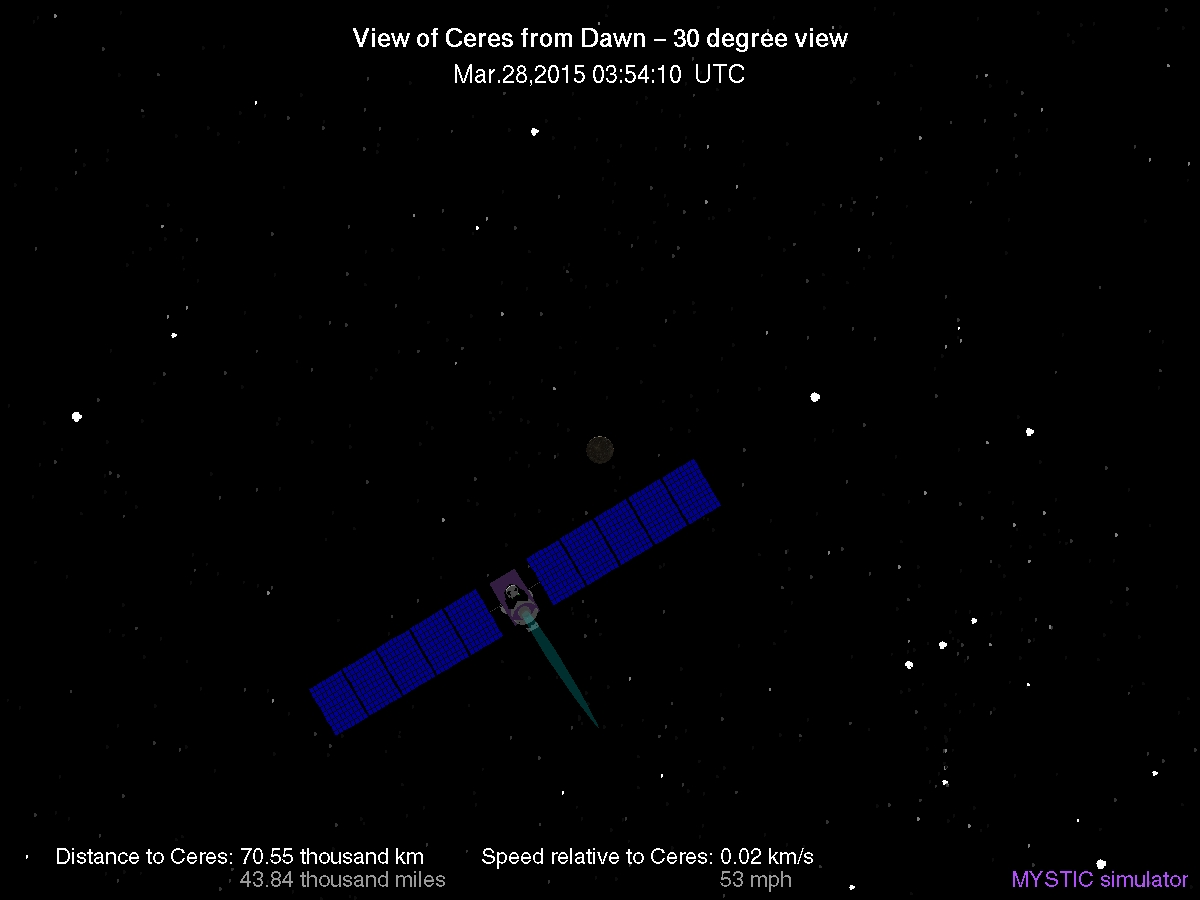 View of Ceres from Dawn – 30 degree view
Mar.28,2015 03:54:10 UTC
Distance to Ceres: 70.55 thousand km
43.84 thousand miles
Speed relative to Ceres: 0.02 km/s
53 mph
MYSTIC simulator